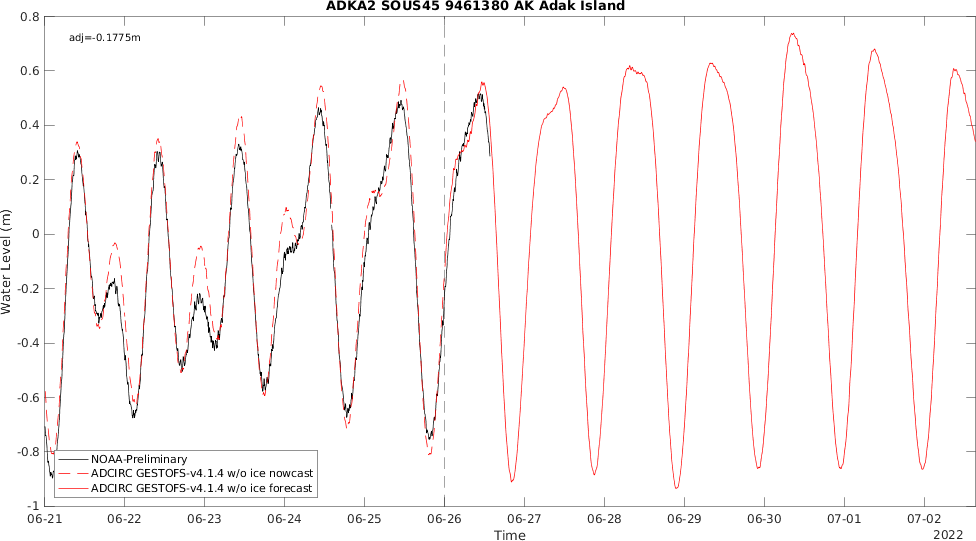 ADKA2 SOUS45 9461380 AK Adak Island
adj=-0.1775m
0.8
0.6
0.4
0.2
0
-0.2
-0.4
-0.6
-0.8
-1
Water Level (m)
NOAA-Preliminary
ADCIRC GESTOFS-v4.1.4 w/o ice nowcast
ADCIRC GESTOFS-v4.1.4 w/o ice forecast
06-21 06-22 06-23 06-24 06-25 06-26 06-27 06-28 06-29 06-30 07-01 07-02
Time
2022